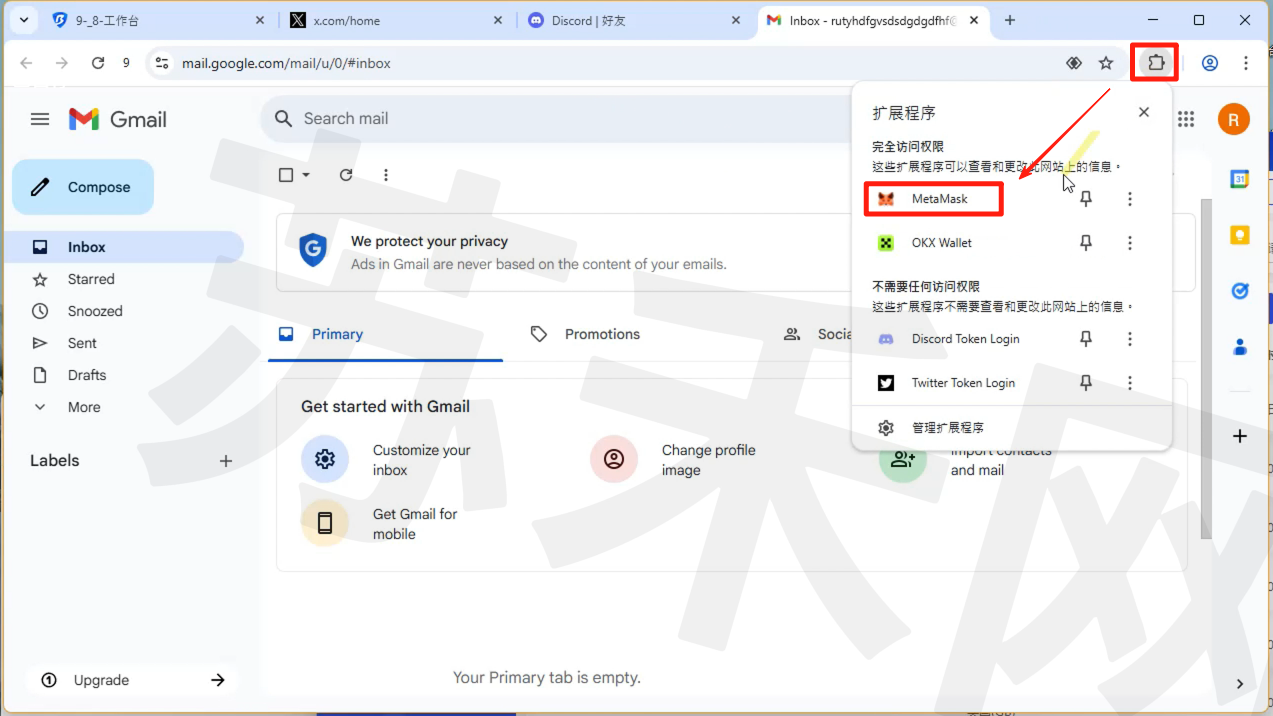 9-_8-工作台
x.com/home
Discord | 好友
Inbox - rutyhdfgvsdsdgdgdfhf@
9
mail.google.com/mail/u/0/#inbox
Gmail
Search mail
R
扩展程序
完全访问权限
这些扩展程序可以查看和更改此网站上的信息。
MetaMask
OKX Wallet
不需要任何访问权限
这些扩展程序不需要查看和更改此网站上的信息。
Discord Token Login
Twitter Token Login
管理扩展程序
Compose
Inbox
Starred
Snoozed
Sent
Drafts
More
Labels
1 Upgrade
We protect your privacy
Ads in Gmail are never based on the content of your emails.
Primary
Promotions
Socia
Get started with Gmail
Customize your
inbox
Change profile
image
Import contacts
and mail
Get Gmail for
mobile
Your Primary tab is empty.
31
苏末网